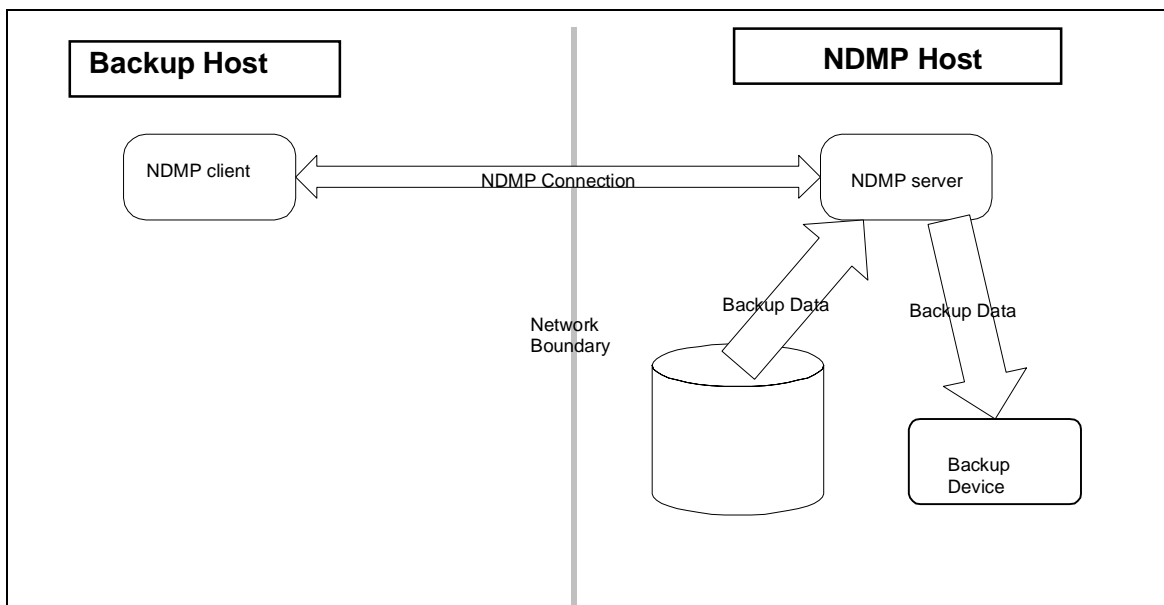 Backup Host
NDMP Host
NDMP client
NDMP Connection
NDMP server
Backup Data
Backup Data
Network
Boundary
Backup
Device